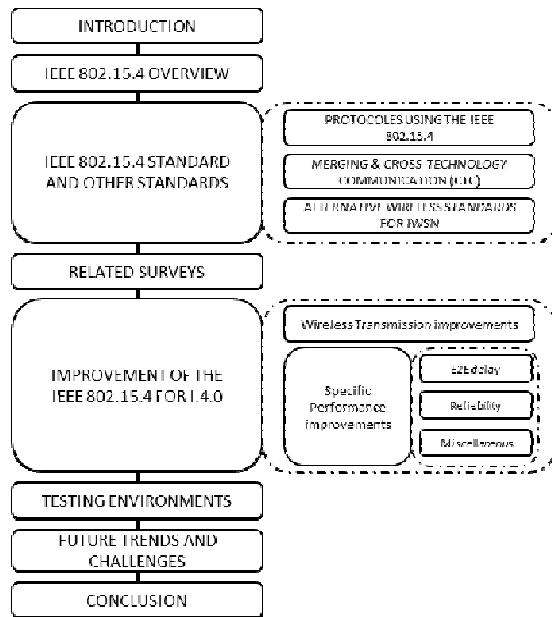 INTRODUCTION
IEEE 802.15.4 OVERVIEW
IEEE 802.15.4 STANDARD
AND OTHER STANDARDS
PROTOCOLES USING THE IEEE
802.15.4
MERGING & CROSS TECHNOLOGY
COMMUNICATION (CTC)
ALTERNATIVE WIRELESS STANDARDS
FOR IWSN
RELATED SURVEYS
IMPROVEMENT OF THE
IEEE 802.15.4 FOR I.4.0
Wireless Transmission improvements
Specific
Performance
improvements
E2E delay
Reliability
Miscellaneous
TESTING ENVIRONMENTS
FUTURE TRENDS AND
CHALLENGES
CONCLUSION